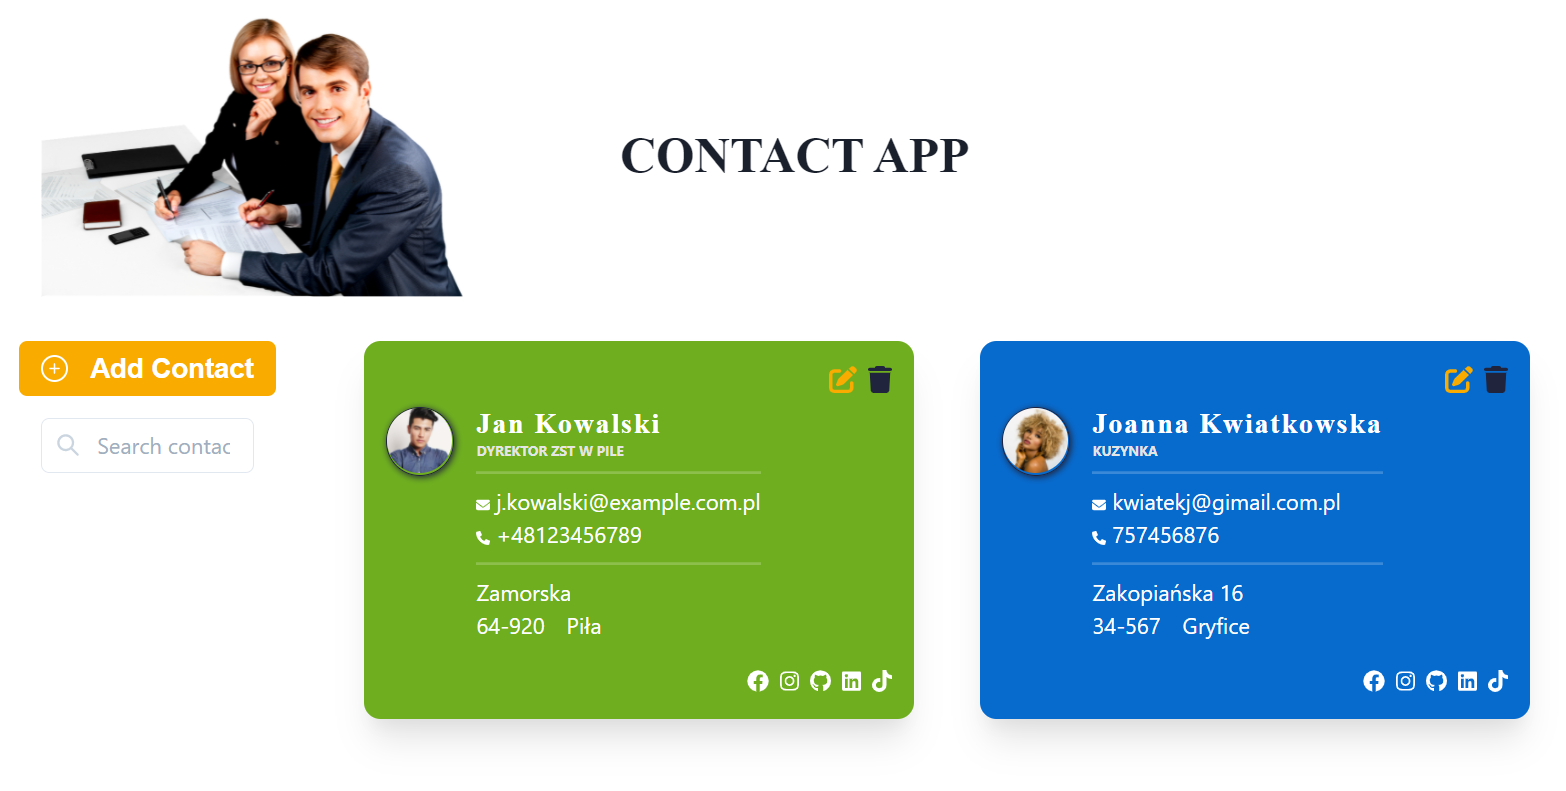 CONTACT APP
Add Contact
Search contac
Jan Kowalski
DYREKTOR ZST W PILE
j.kowalski@example.com.pl
+48123456789
Zamorska
64-920 Piła
Joanna Kwiatkowska
KUZYNKA
kwiatekj@gimail.com.pl
757456876
Zakopiańska 16
34-567 Gryfice